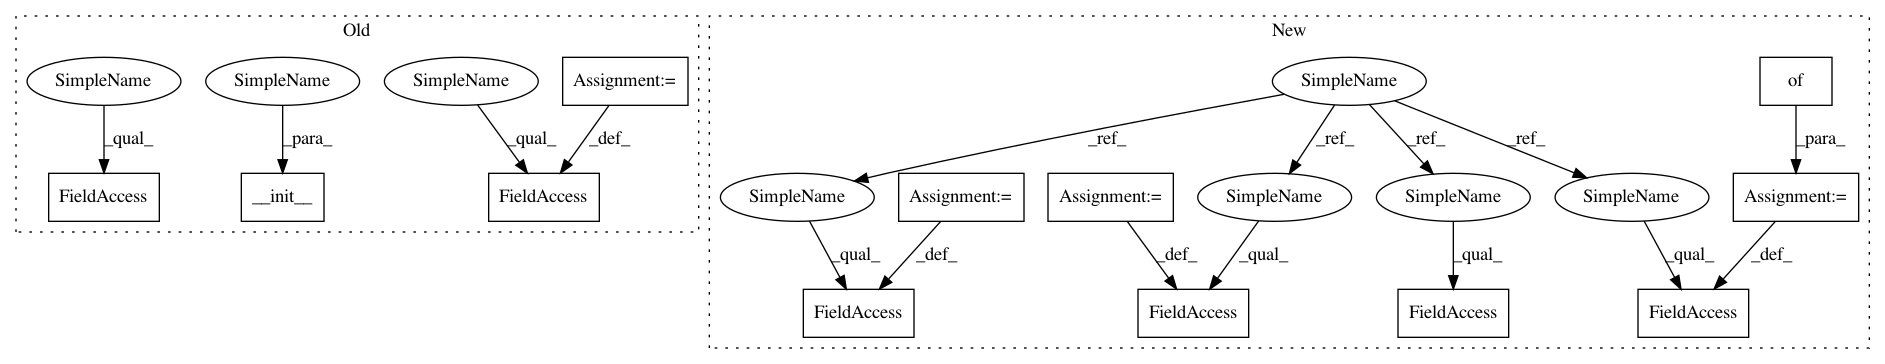 Old
New
SimpleName
SimpleName
SimpleName
Assignment:=
SimpleName
of
_qual_
_para_
_qual_
_def_
_ref_
_ref_
_ref_
_ref_
_para_
FieldAccess
__init__
FieldAccess
SimpleName
Assignment:=
Assignment:=
SimpleName
SimpleName
SimpleName
Assignment:=
_qual_
_def_
_def_
_qual_
_qual_
_qual_
_def_
FieldAccess
FieldAccess
FieldAccess
FieldAccess